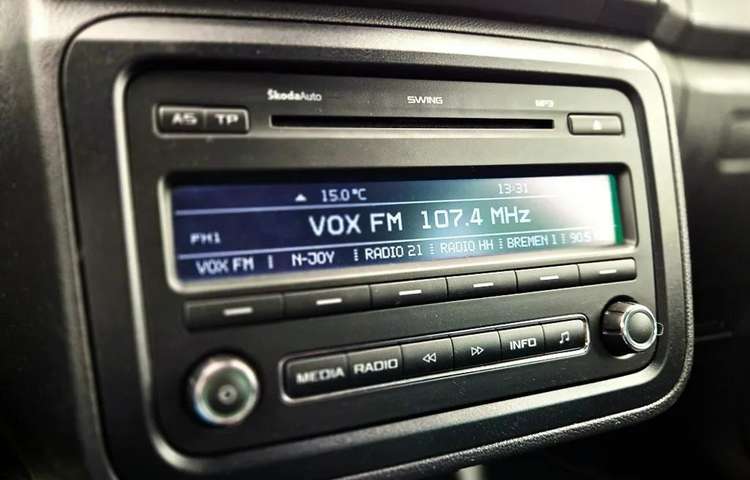 ŠkodaAuto SWING MP3
AS TP
15.0°C 13:31
VOX FM 107.4 MHz
FM1
VOX FM N-JOY RADIO 21 RADIO HH BREMEN 1 90.5
MEDIA RADIO INFO